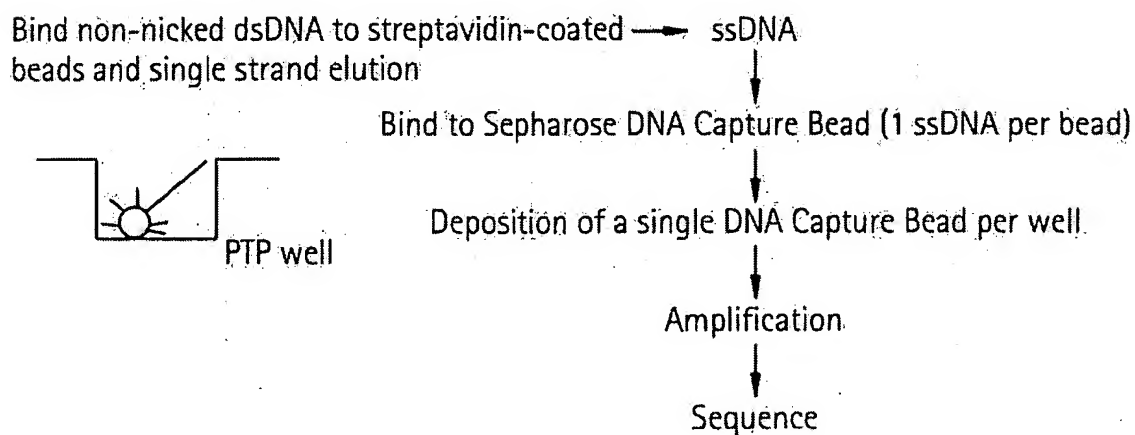 Bind non-nicked dsDNA to streptavidin-coated → ssDNA
beads and single strand elution
Bind to Sepharose DNA Capture Bead (1 ssDNA per bead)
Deposition of a single DNA Capture Bead per well
PTP well
Amplification
Sequence